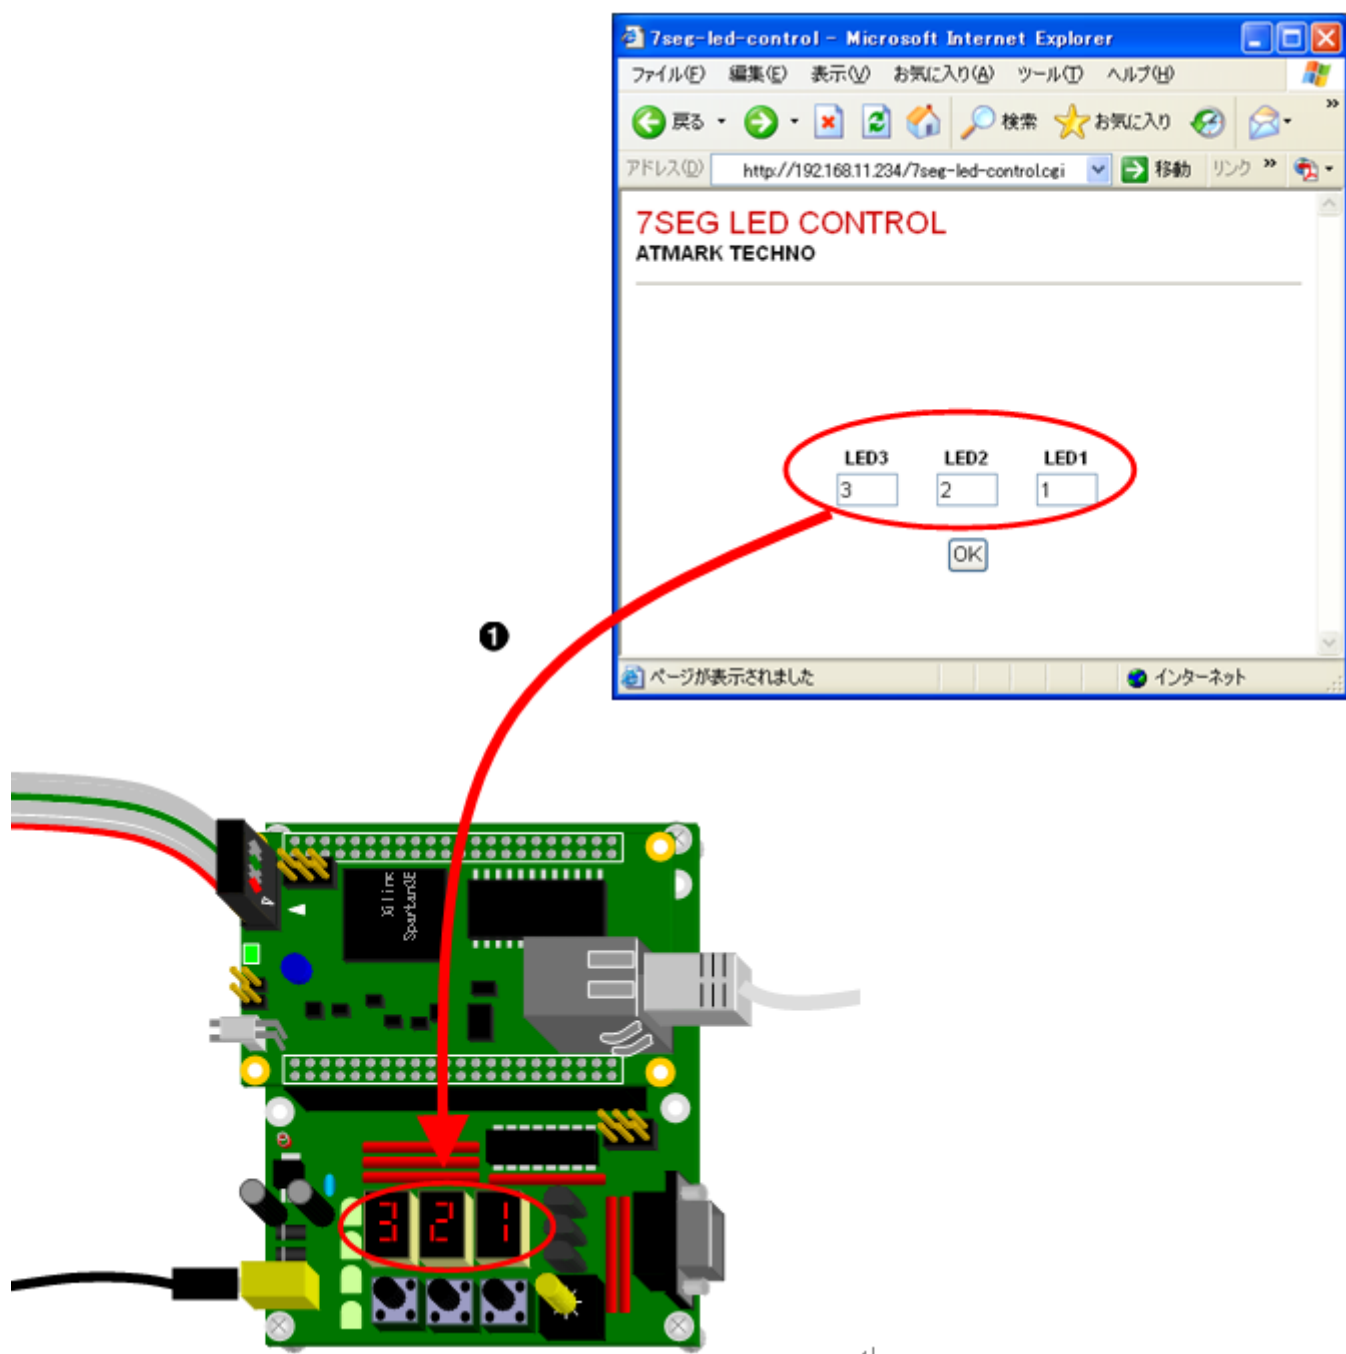 7seg-led-control - Microsoft Internet Explorer
ファイル(F) 編集(E) 表示(V) お気に入り(A) ツール(T) ヘルプ(H)
戻る 検索 お気に入り »
アドレス(D) http://192.168.11.234/7seg-led-control.cgi 移動 リンク »
7SEG LED CONTROL
ATMARK TECHNO
LED3 LED2 LED1
3 2 1
OK
❶
ページが表示されました インターネット
Xilinx
Spartan3E
3 2 1